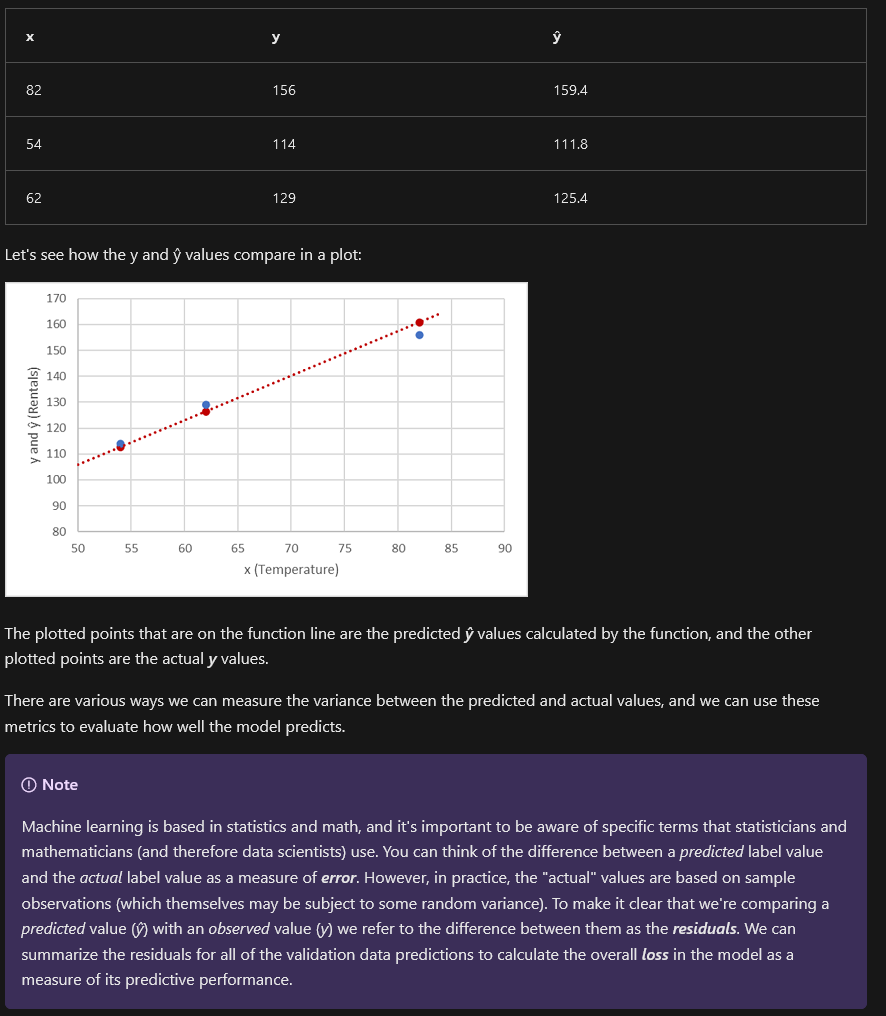 x y ŷ
82 156 159.4
54 114 111.8
62 129 125.4
Let's see how the y and ŷ values compare in a plot:
170
160
150
140
130
120
110
100
90
80
y and ŷ (Rentals)
50 55 60 65 70 75 80 85 90
x (Temperature)
The plotted points that are on the function line are the predicted ŷ values calculated by the function, and the other
plotted points are the actual y values.
There are various ways we can measure the variance between the predicted and actual values, and we can use these
metrics to evaluate how well the model predicts.
Note
Machine learning is based in statistics and math, and it's important to be aware of specific terms that statisticians and
mathematicians (and therefore data scientists) use. You can think of the difference between a predicted label value
and the actual label value as a measure of error. However, in practice, the "actual" values are based on sample
observations (which themselves may be subject to some random variance). To make it clear that we're comparing a
predicted value (ŷ) with an observed value (y) we refer to the difference between them as the residuals. We can
summarize the residuals for all of the validation data predictions to calculate the overall loss in the model as a
measure of its predictive performance.